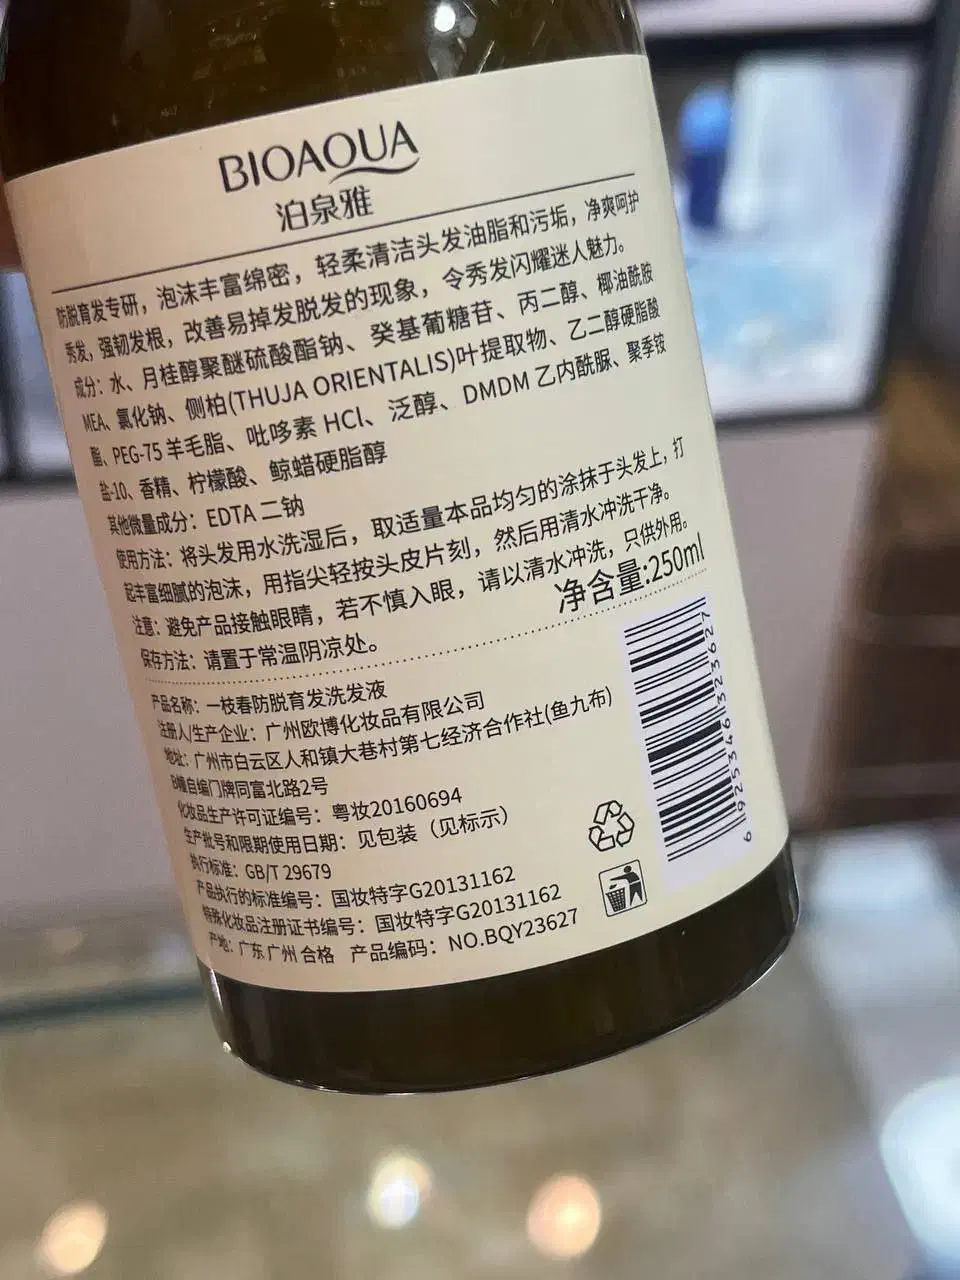 BIOAQUA
泊泉雅
防脱育发专研，泡沫丰富绵密，轻柔清洁头发油脂和污垢，净爽呵护
秀发，强韧发根，改善易掉发脱发的现象，令秀发闪耀迷人魅力。
成分：水、月桂醇聚醚硫酸酯钠、癸基葡糖苷、丙二醇、椰油酰胺
MEA、氯化钠、侧柏(THUJA ORIENTALIS)叶提取物、乙二醇硬脂酸
酯、PEG-75 羊毛脂、吡哆素 HCl、泛醇、DMDM 乙内酰脲、聚季铵
盐-10、香精、柠檬酸、鲸蜡硬脂醇
其他微量成分：EDTA 二钠
使用方法：将头发用水洗湿后，取适量本品均匀的涂抹于头发上，打
起丰富细腻的泡沫，用指尖轻按头皮片刻，然后用清水冲洗干净。
注意：避免产品接触眼睛，若不慎入眼，请以清水冲洗，只供外用。
保存方法：请置于常温阴凉处。
净含量:250ml
产品名称：一枝春防脱育发洗发液
注册人/生产企业：广州欧博化妆品有限公司
地址：广州市白云区人和镇大巷村第七经济合作社(鱼九布)
B幢自编门牌同富北路2号
化妆品生产许可证编号：粤妆20160694
生产批号和限期使用日期：见包装（见标示）
执行标准：GB/T 29679
产品执行的标准编号：国妆特字G20131162
特殊化妆品注册证书编号：国妆特字G20131162
产地：广东 广州 合格 产品编码：NO.BQY23627
6 925346 323627